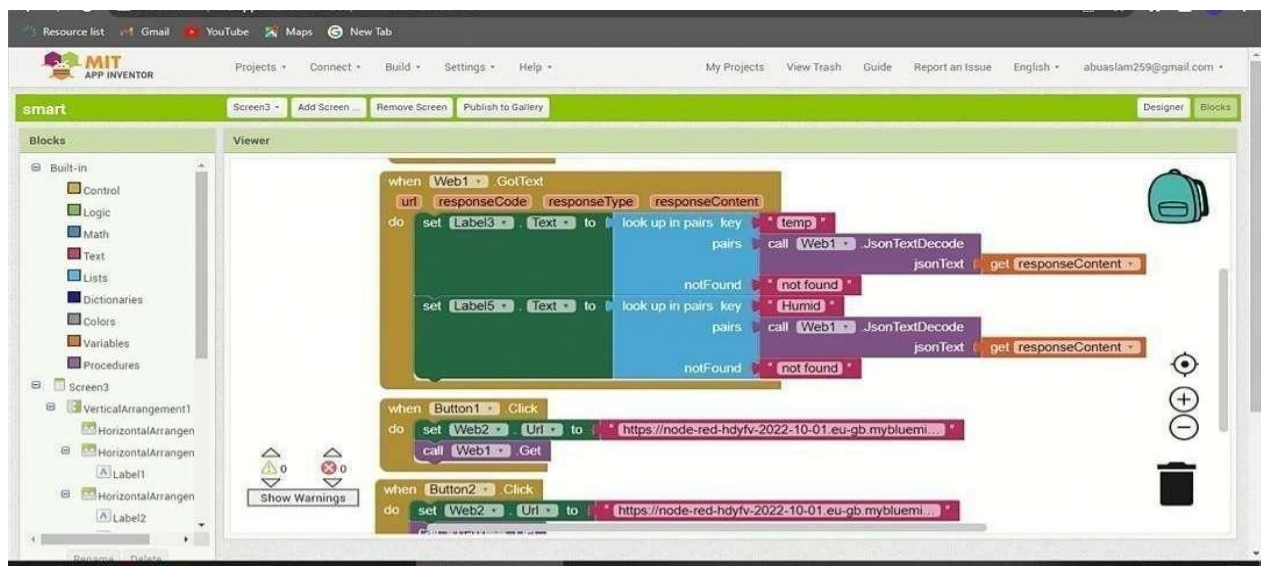 Resource list Gmail YouTube Maps New Tab
MIT
APP INVENTOR
Projects Connect Build Settings Help My Projects View Trash Guide Report an Issue English abuaslam259@gmail.com
smart Screen3 Add Screen ... Remove Screen Publish to Gallery Designer Blocks
Blocks Viewer
Built-in
Control
Logic
Math
Text
Lists
Dictionaries
Colors
Variables
Procedures
Screen3
VerticalArrangement1
HorizontalArrangen
HorizontalArrangen
Label1
HorizontalArrangen
Label2
Rename Delete
when Web1 .GotText
url responseCode responseType responseContent
do set Label3 . Text to look up in pairs key " temp "
pairs call Web1 .JsonTextDecode
jsonText get responseContent
notFound " not found "
set Label5 . Text to look up in pairs key " Humid "
pairs call Web1 .JsonTextDecode
jsonText get responseContent
notFound " not found "
when Button1 .Click
do set Web2 . Url to " https://node-red-hdyfv-2022-10-01.eu-gb.mybluemi... "
call Web1 .Get
when Button2 .Click
do set Web2 . Url to " https://node-red-hdyfv-2022-10-01.eu-gb.mybluemi... "
0 0
Show Warnings